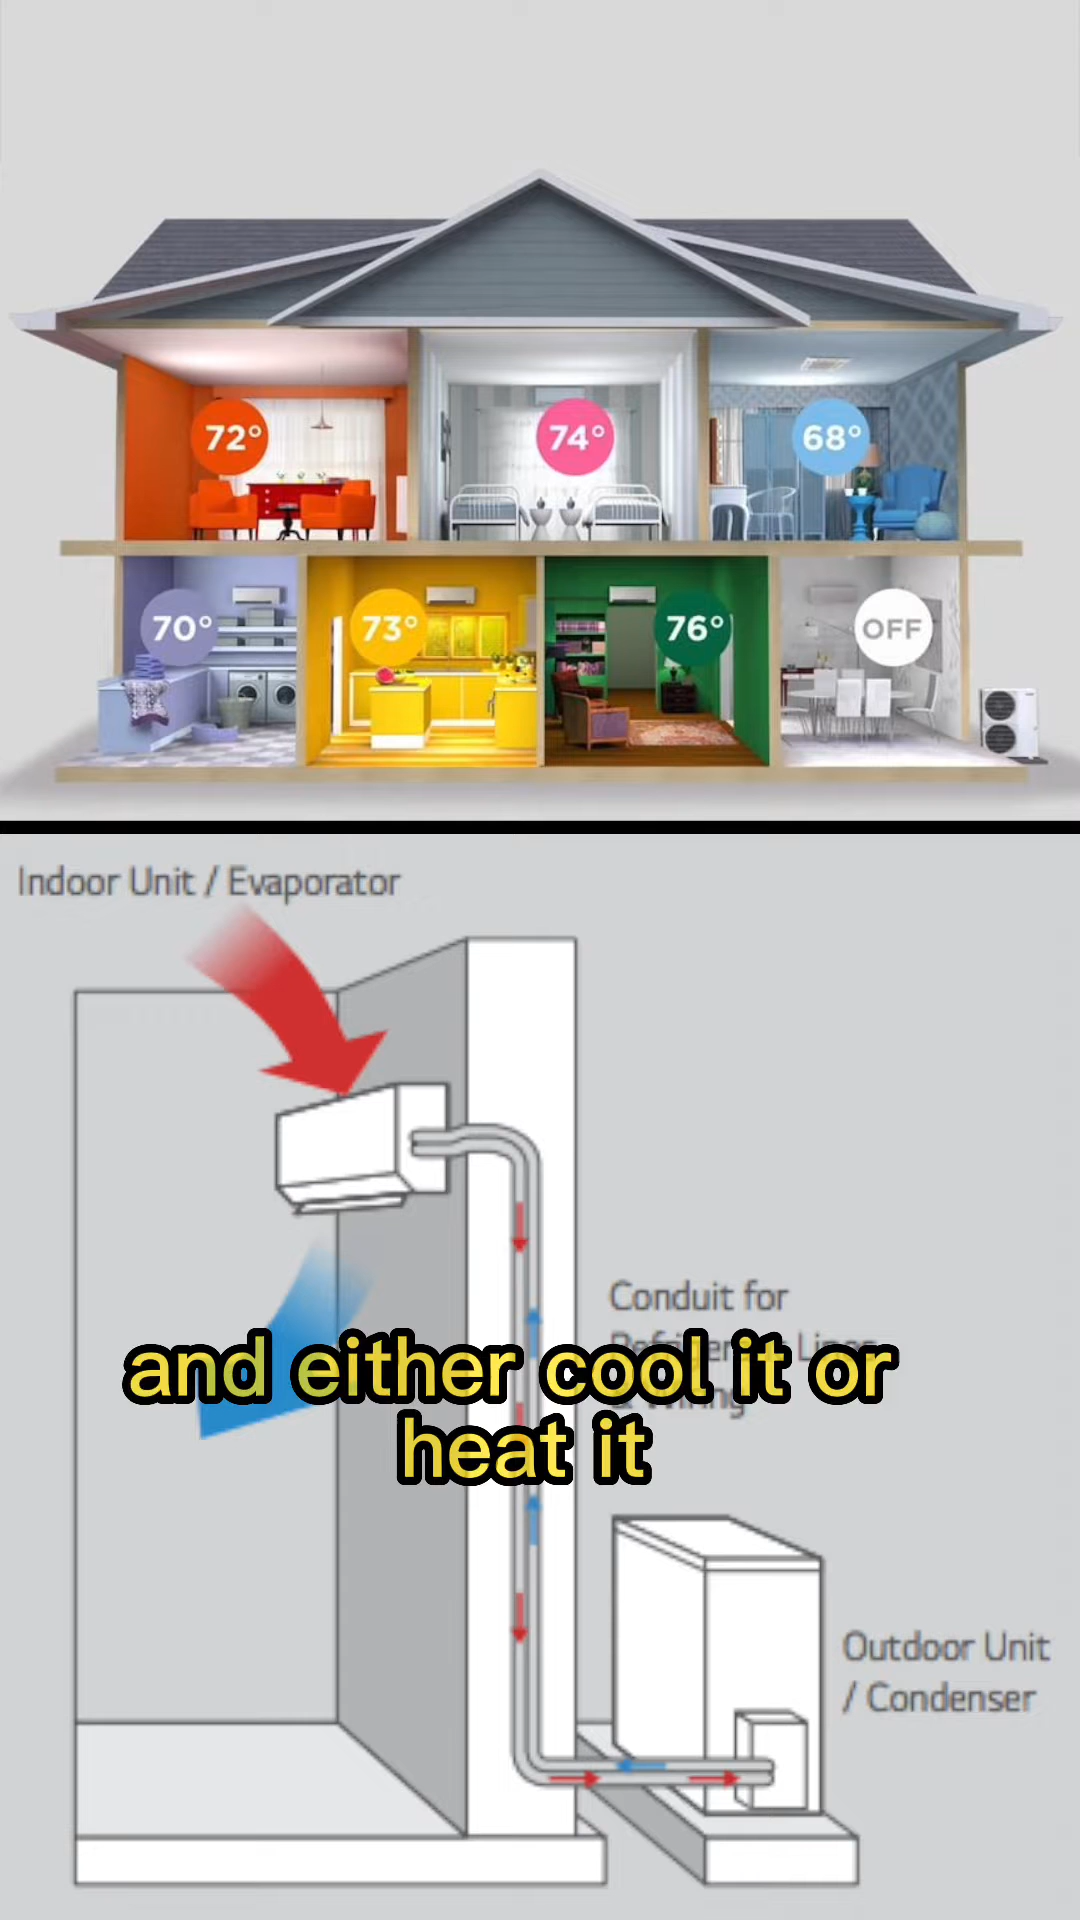 72°
74°
68°
70°
73°
76°
OFF
Indoor Unit / Evaporator
Conduit for
Lines
and either cool it or
heat it
Outdoor Unit
/ Condenser